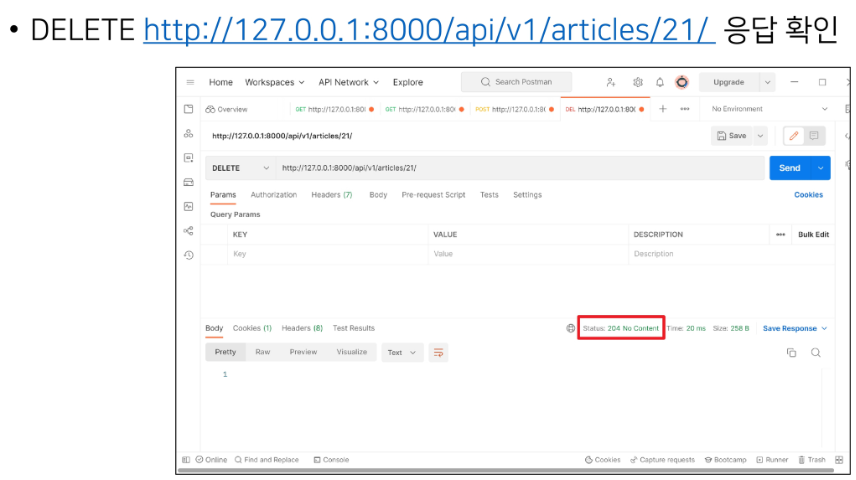 • DELETE http://127.0.0.1:8000/api/v1/articles/21/ 응답 확인
Home Workspaces API Network Explore Search Postman Upgrade
Overview GET http://127.0.0.1:800 GET http://127.0.0.1:800 POST http://127.0.0.1:80 DEL http://127.0.0.1:800 + No Environment
http://127.0.0.1:8000/api/v1/articles/21/ Save
DELETE http://127.0.0.1:8000/api/v1/articles/21/ Send
Params Authorization Headers (7) Body Pre-request Script Tests Settings Cookies
Query Params
KEY VALUE DESCRIPTION Bulk Edit
Key Value Description
Body Cookies (1) Headers (8) Test Results Status: 204 No Content Time: 20 ms Size: 258 B Save Response
Pretty Raw Preview Visualize Text
1
Online Find and Replace Console Cookies Capture requests Bootcamp Runner Trash